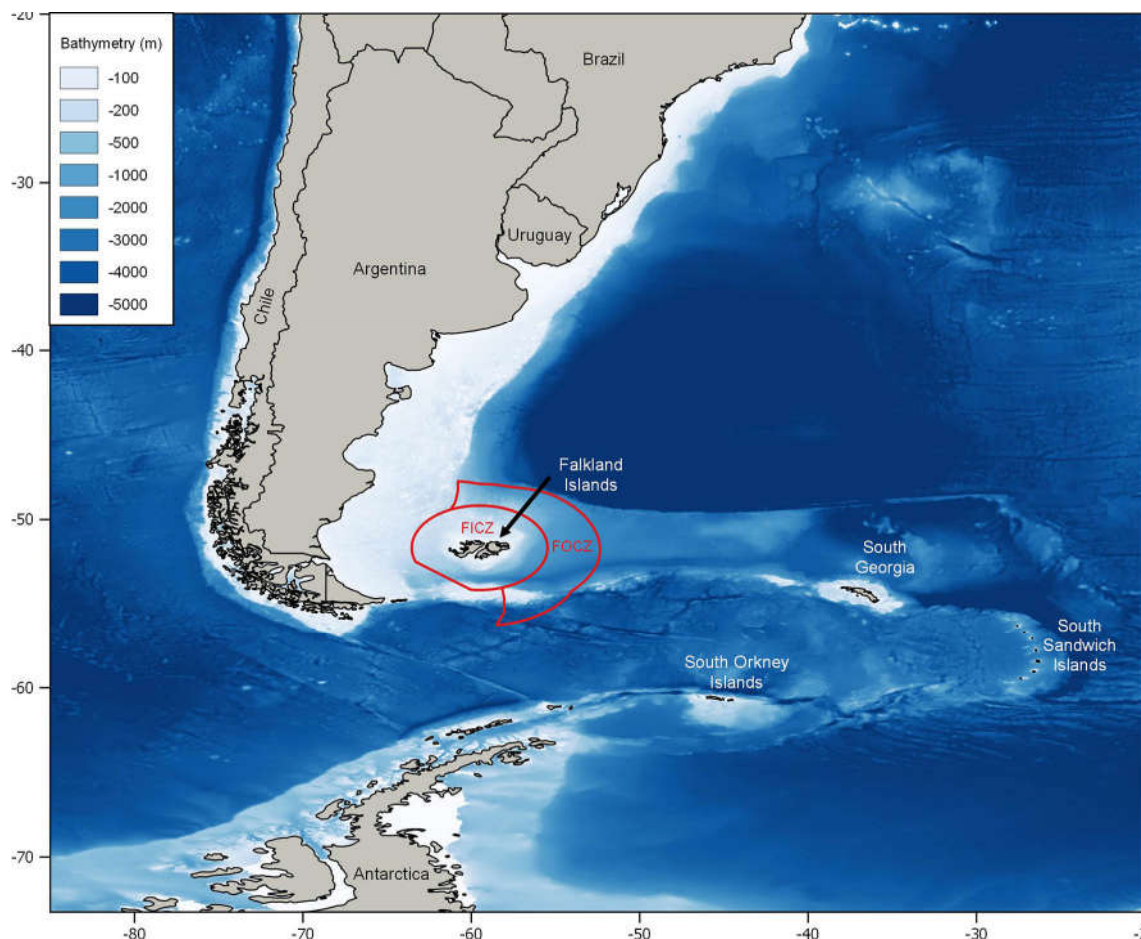 -20
Bathymetry (m)
-100
-200
-500
-1000
-2000
-3000
-4000
-5000
Brazil
-30
Uruguay
Argentina
Chile
-40
Falkland
Islands
-50
FICZ
FOCZ
South
Georgia
South
Sandwich
Islands
South Orkney
Islands
-60
-70
Antarctica
-80
-70
-60
-50
-40
-30